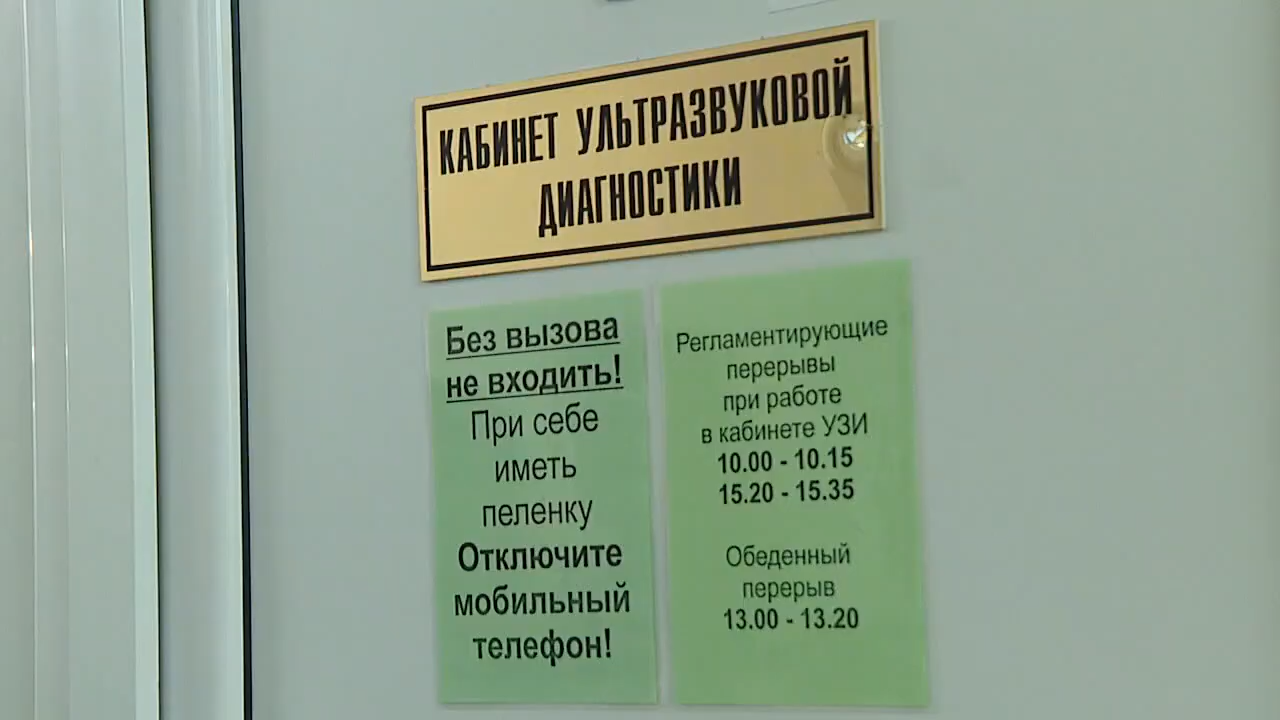 КАБИНЕТ УЛЬТРАЗВУКОВОЙ
ДИАГНОСТИКИ
Без вызова
не входить!
При себе
иметь
пеленку
Отключите
мобильный
телефон!
Регламентирующие
перерывы
при работе
в кабинете УЗИ
10.00 - 10.15
15.20 - 15.35
Обеденный
перерыв
13.00 - 13.20